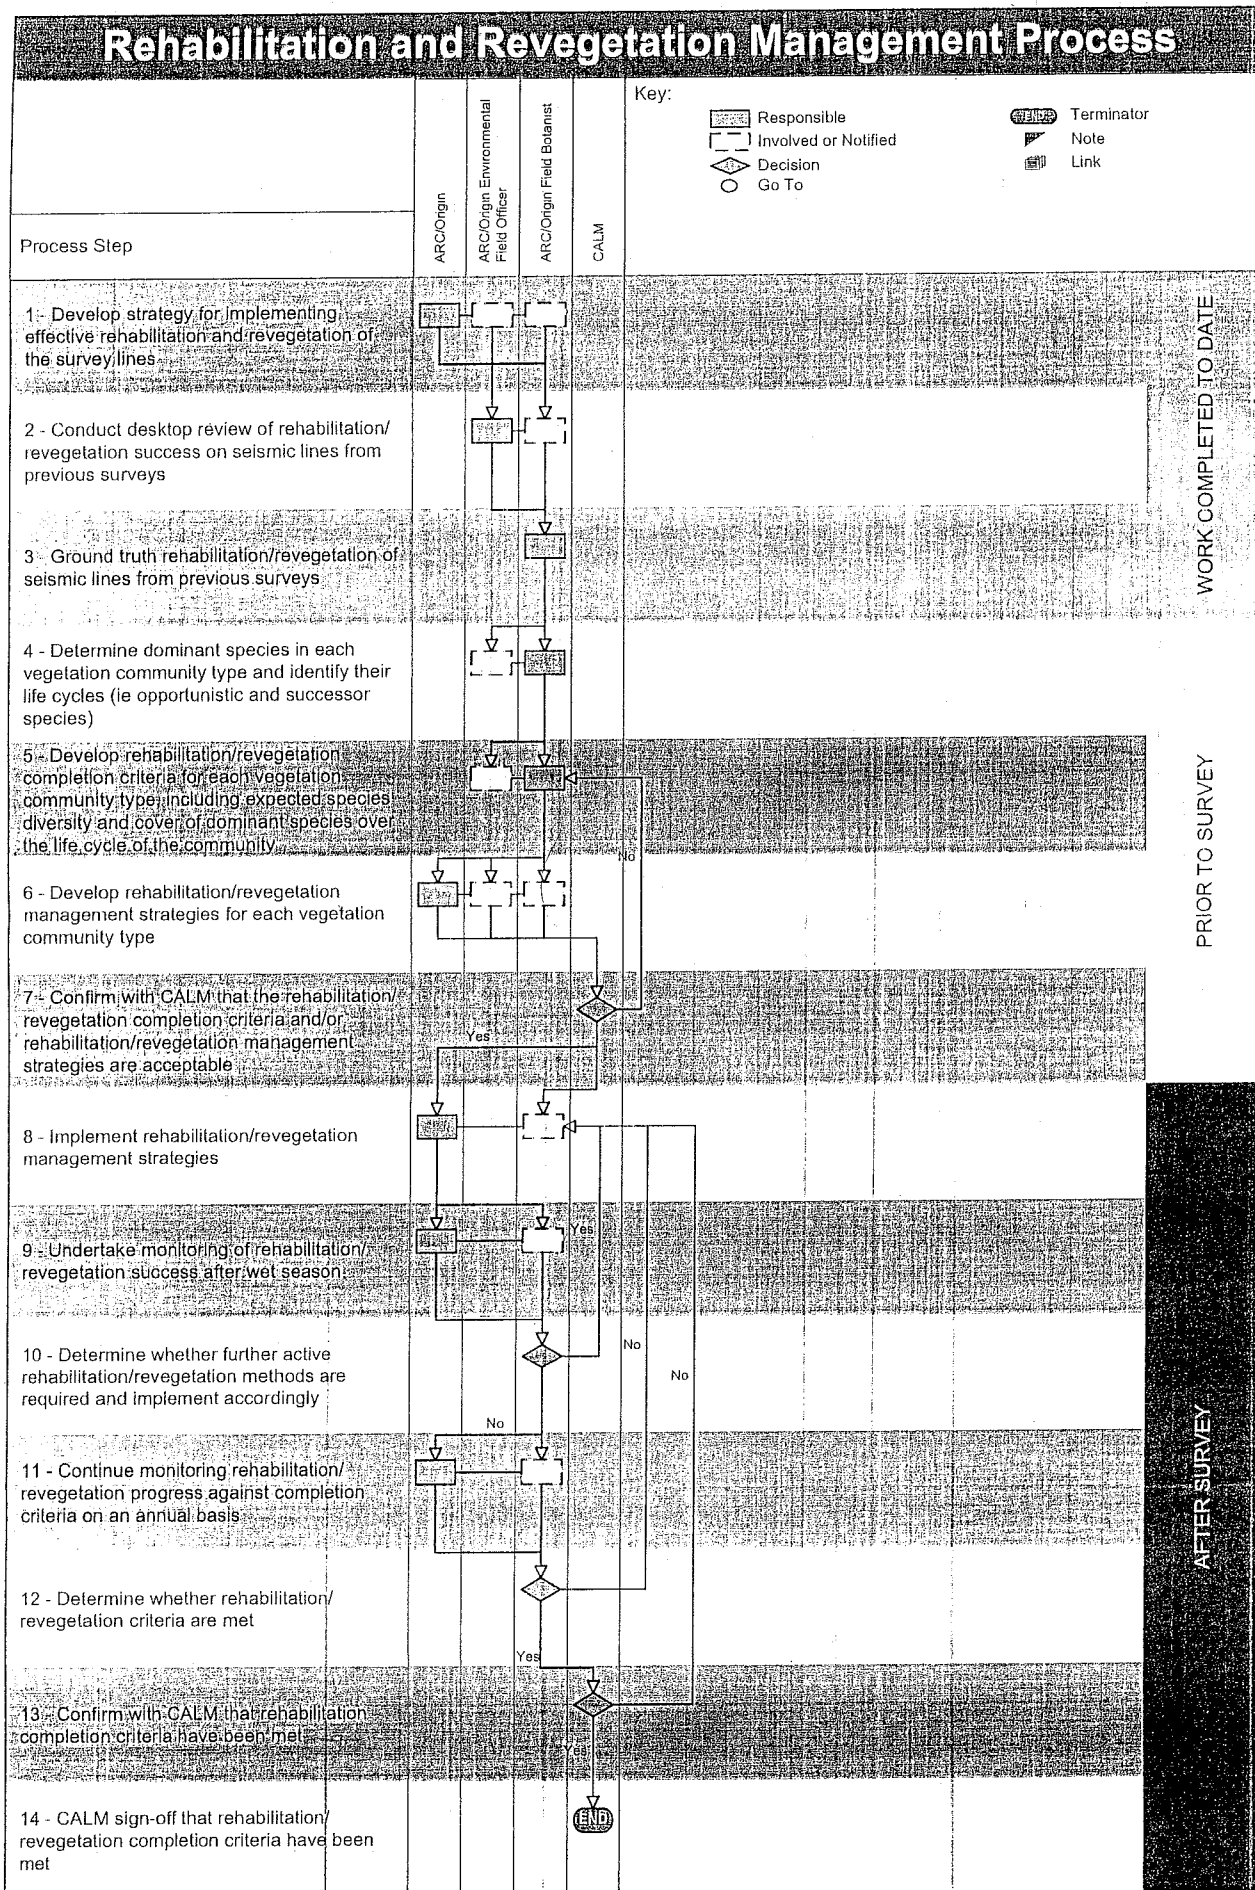 Rehabilitation and Revegetation Management Process
Key:
Responsible
Involved or Notified
Decision
Go To
END
Terminator
Note
Link
Process Step
ARC/Origin
ARC/Origin Environmental
Field Officer
ARC/Origin Field Botanist
CALM
1 - Develop strategy for implementing
effective rehabilitation and revegetation of
the survey lines
WORK COMPLETED TO DATE
2 - Conduct desktop review of rehabilitation/
revegetation success on seismic lines from
previous surveys
3 - Ground truth rehabilitation/revegetation of
seismic lines from previous surveys
4 - Determine dominant species in each
vegetation community type and identify their
life cycles (ie opportunistic and successor
species)
5 - Develop rehabilitation/revegetation
completion criteria for each vegetation
community type, including expected species
diversity and cover of dominant species over
the life cycle of the community
No
PRIOR TO SURVEY
6 - Develop rehabilitation/revegetation
management strategies for each vegetation
community type
7 - Confirm with CALM that the rehabilitation/
revegetation completion criteria and/or
rehabilitation/revegetation management
strategies are acceptable
Yes
8 - Implement rehabilitation/revegetation
management strategies
9 - Undertake monitoring of rehabilitation/
revegetation success after wet season
Yes
10 - Determine whether further active
rehabilitation/revegetation methods are
required and implement accordingly
No
No
No
AFTER SURVEY
11 - Continue monitoring rehabilitation/
revegetation progress against completion
criteria on an annual basis
12 - Determine whether rehabilitation/
revegetation criteria are met
Yes
13 - Confirm with CALM that rehabilitation
completion criteria have been met
Yes
14 - CALM sign-off that rehabilitation/
revegetation completion criteria have been
met
END